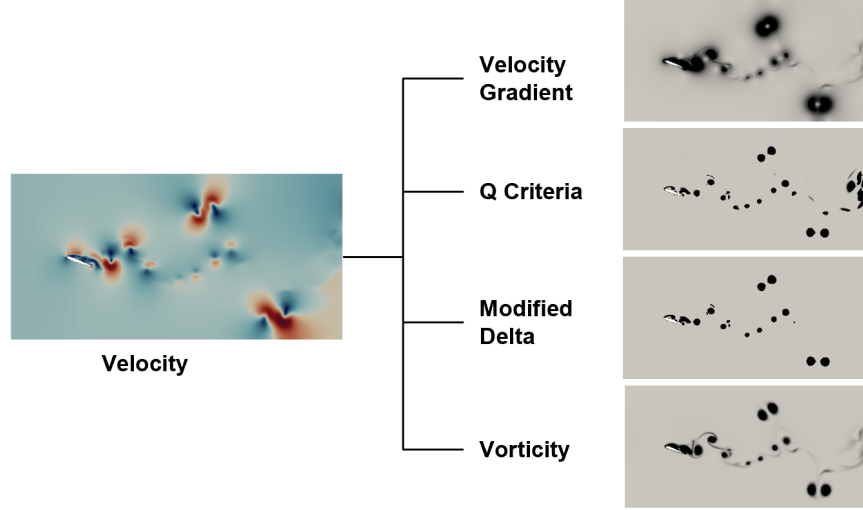 Velocity
Gradient
Q Criteria
Modified
Delta
Vorticity
Velocity